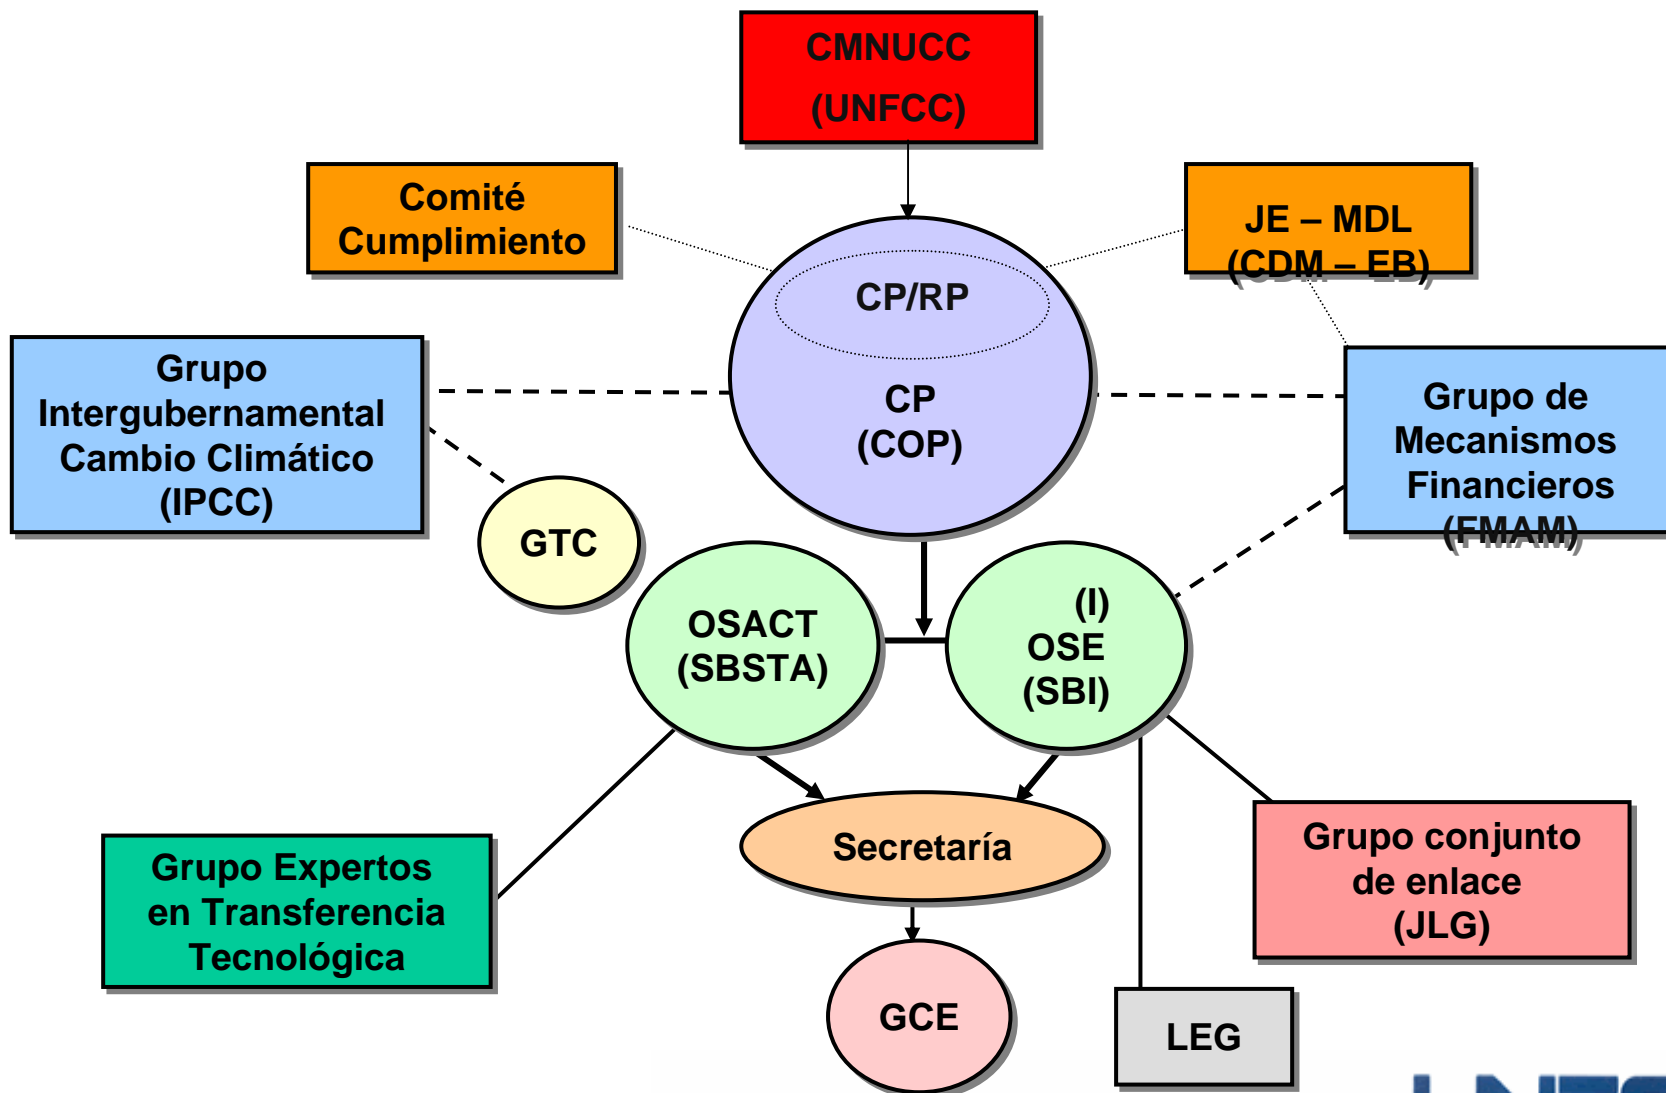 CMNUCC
(UNFCC)
Comité
Cumplimiento
JE – MDL
(CDM – EB)
CP/RP
CP
(COP)
Grupo
Intergubernamental
Cambio Climático
(IPCC)
Grupo de
Mecanismos
Financieros
(FMAM)
GTC
OSACT
(SBSTA)
(I)
OSE
(SBI)
Secretaría
Grupo Expertos
en Transferencia
Tecnológica
Grupo conjunto
de enlace
(JLG)
GCE
LEG